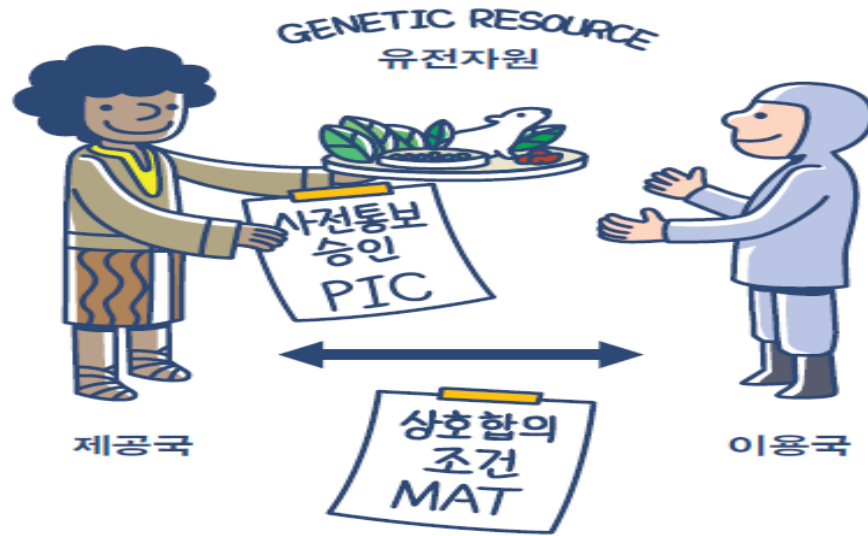 GENETIC RESOURCE
유전자원
사전통보
승인
PIC
제공국
이용국
상호합의
조건
MAT